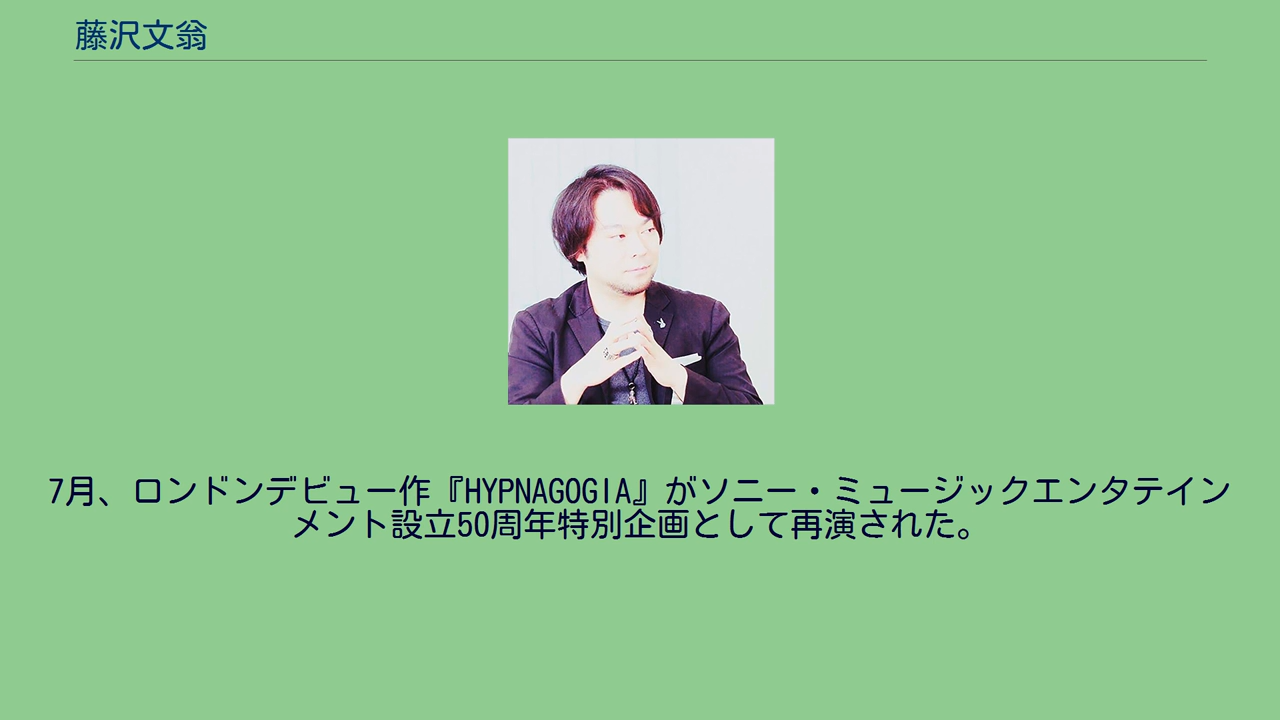 藤沢文翁
7月、ロンドンデビュー作『HYPNAGOGIA』がソニー・ミュージックエンタテイン
メント設立50周年特別企画として再演された。